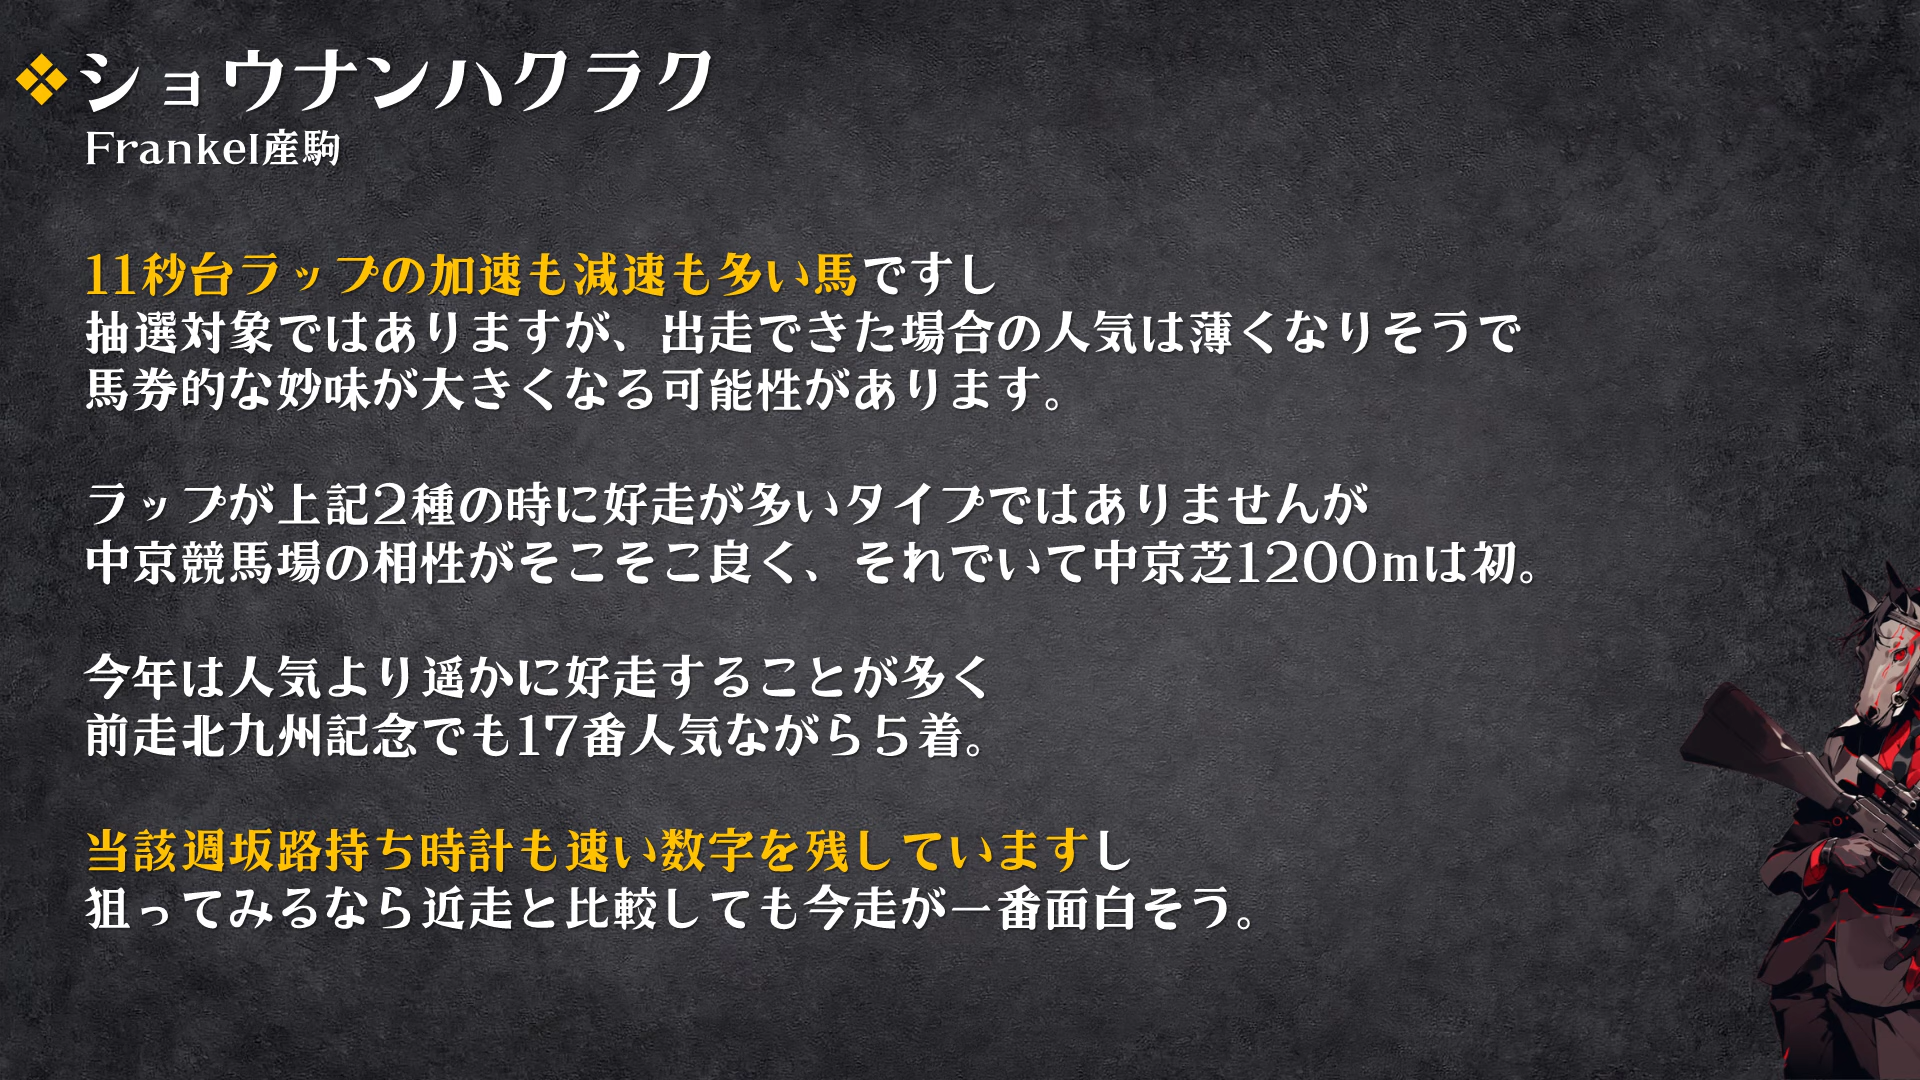 ❖ショウナンハクラク
Frankel産駒
11秒台ラップの加速も減速も多い馬ですし
抽選対象ではありますが、出走できた場合の人気は薄くなりそうで
馬券的な妙味が大きくなる可能性があります。
ラップが上記2種の時に好走が多いタイプではありませんが
中京競馬場の相性がそこそこ良く、それでいて中京芝1200mは初。
今年は人気より遥かに好走することが多く
前走北九州記念でも17番人気ながら５着。
当該週坂路持ち時計も速い数字を残していますし
狙ってみるなら近走と比較しても今走が一番面白そう。